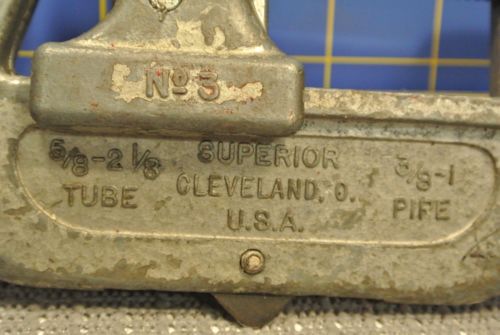 No 3
5/8-2 1/8
TUBE
SUPERIOR
CLEVELAND, O.
U.S.A.
3/8-1
PIPE